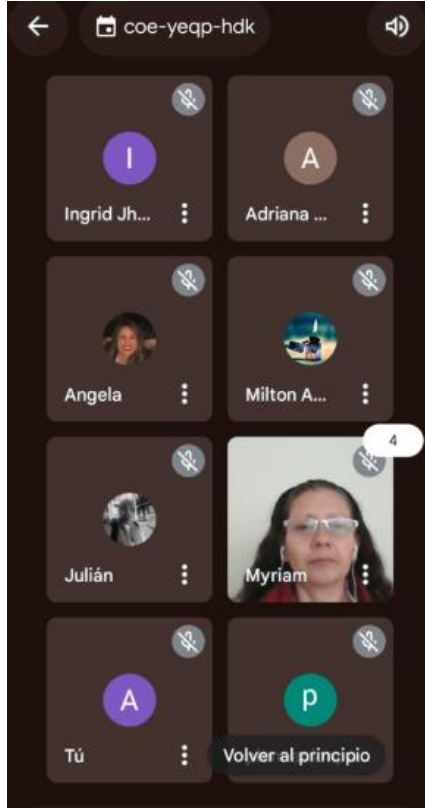 coe-yeqp-hdk
I
A
Ingrid Jh...
Adriana ...
Angela
Milton A...
4
Julián
Myriam
A
p
Tú
Volver al principio